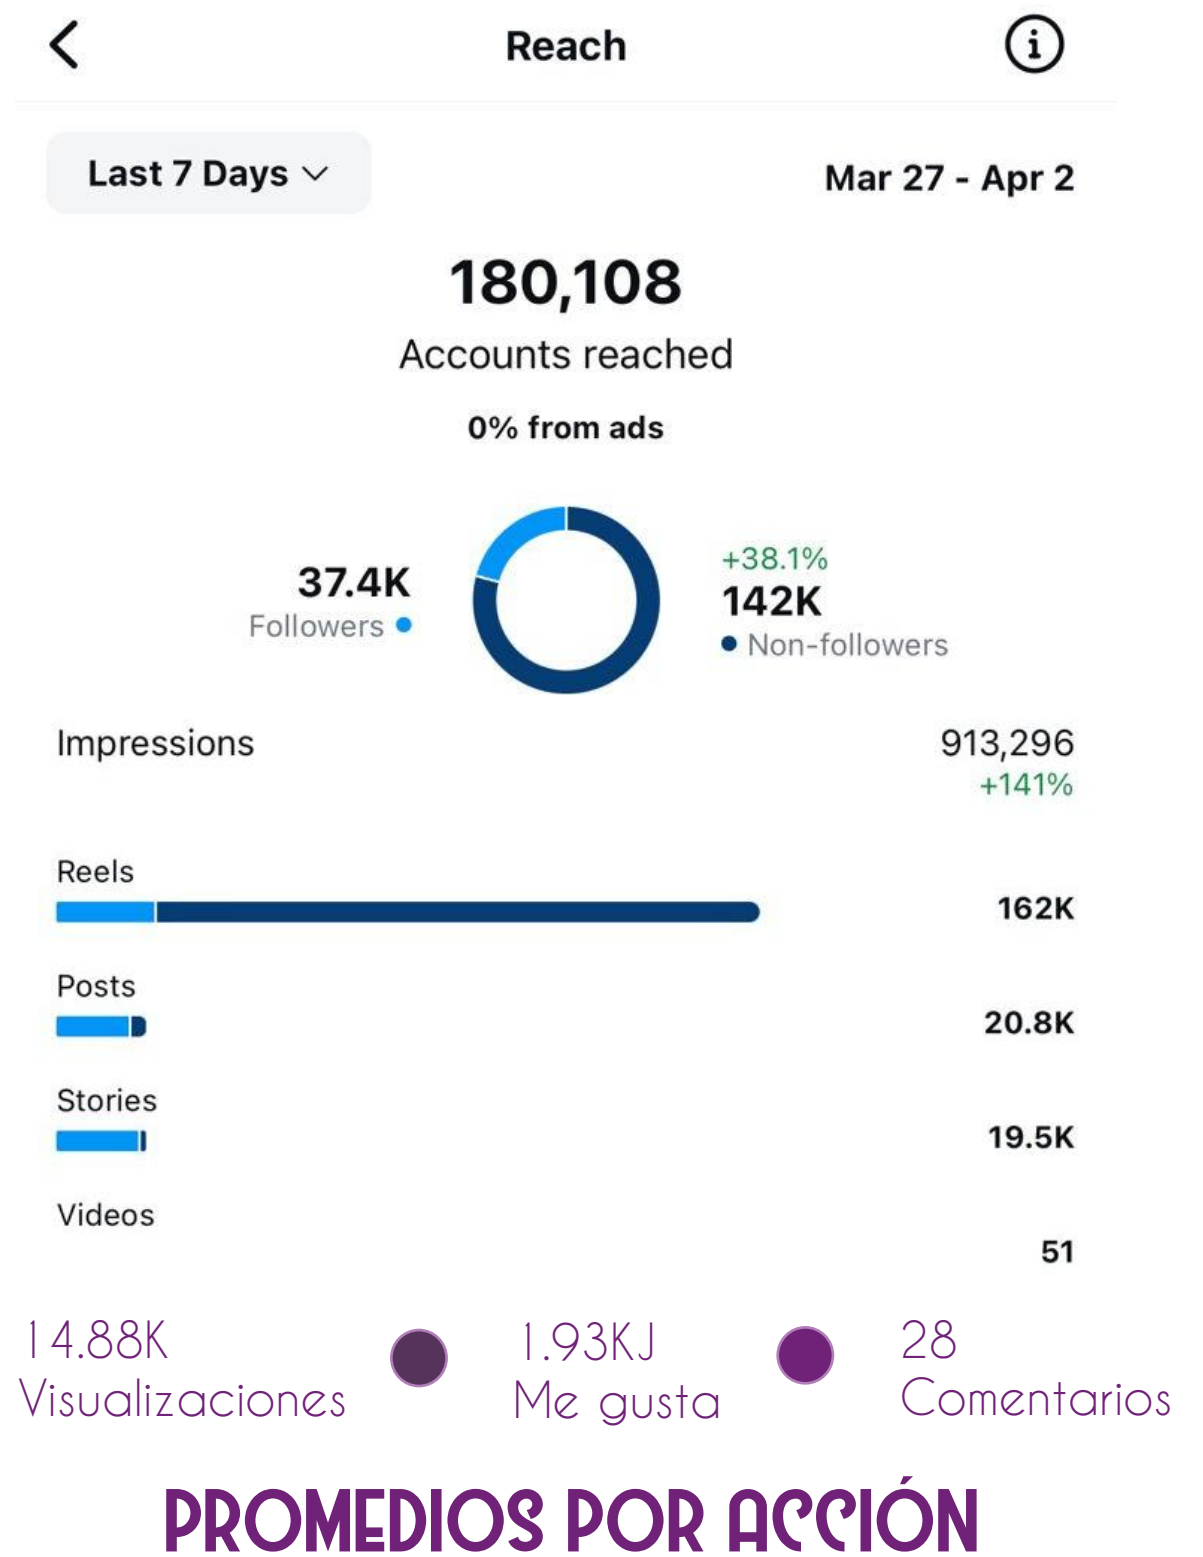 Reach
Last 7 Days
Mar 27 - Apr 2
180,108
Accounts reached
0% from ads
37.4K
Followers
+38.1%
142K
Non-followers
Impressions
913,296
+141%
Reels
162K
Posts
20.8K
Stories
19.5K
Videos
51
14.88K
Visualizaciones
1.93KJ
Me gusta
28
Comentarios
PROMEDIOS POR ACCIÓN